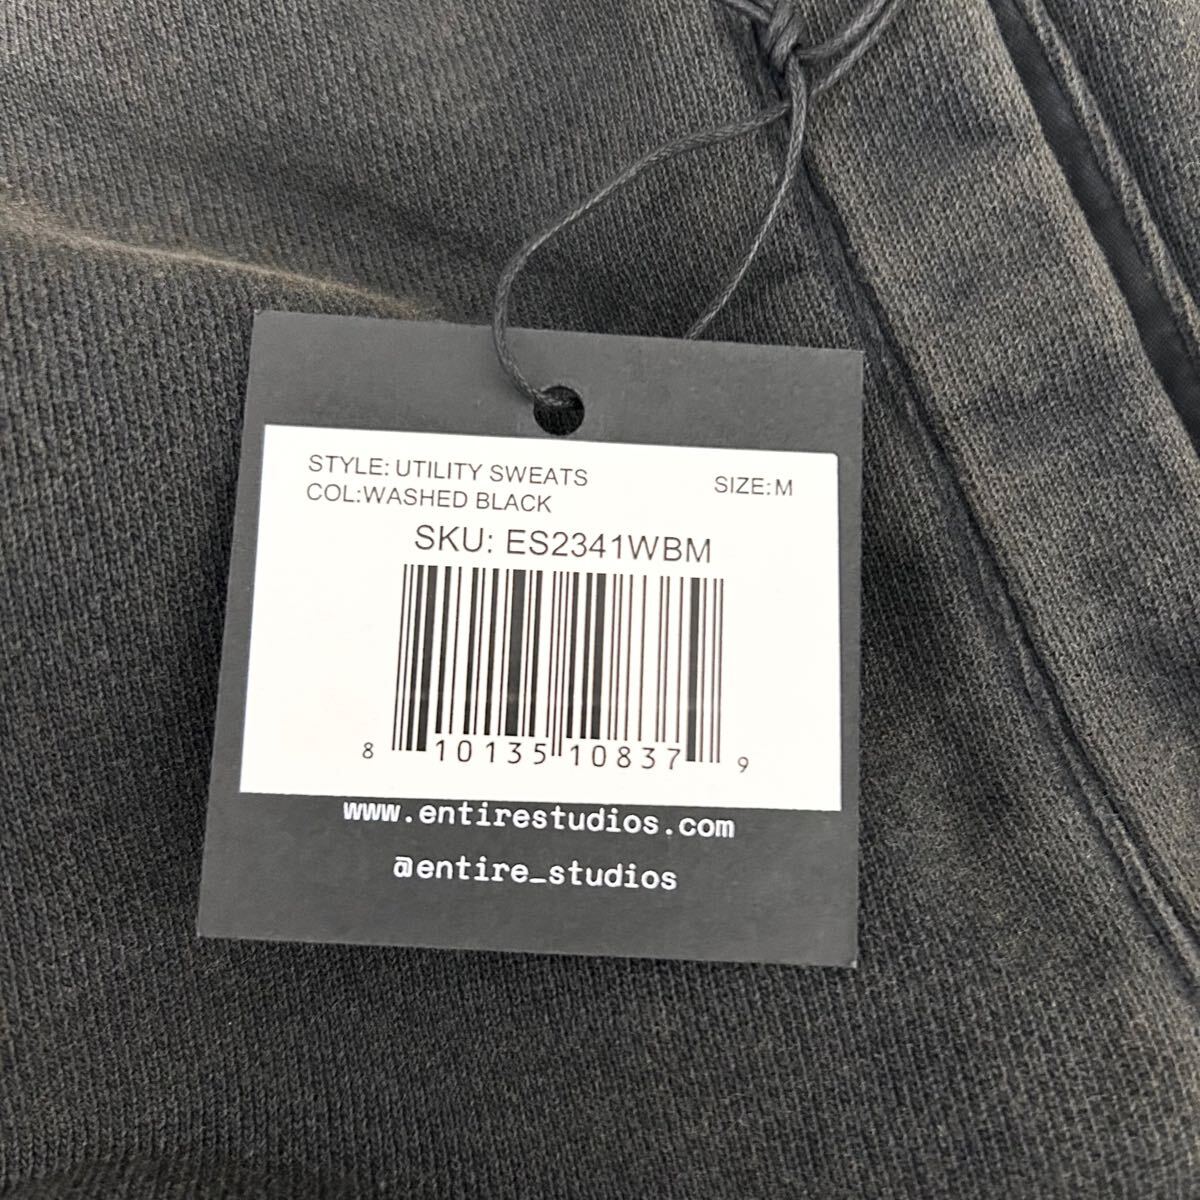 STYLE: UTILITY SWEATS SIZE: M
COL:WASHED BLACK
SKU: ES2341WBM
8 10135 10837 9
www.entirestudios.com
@entire_studios